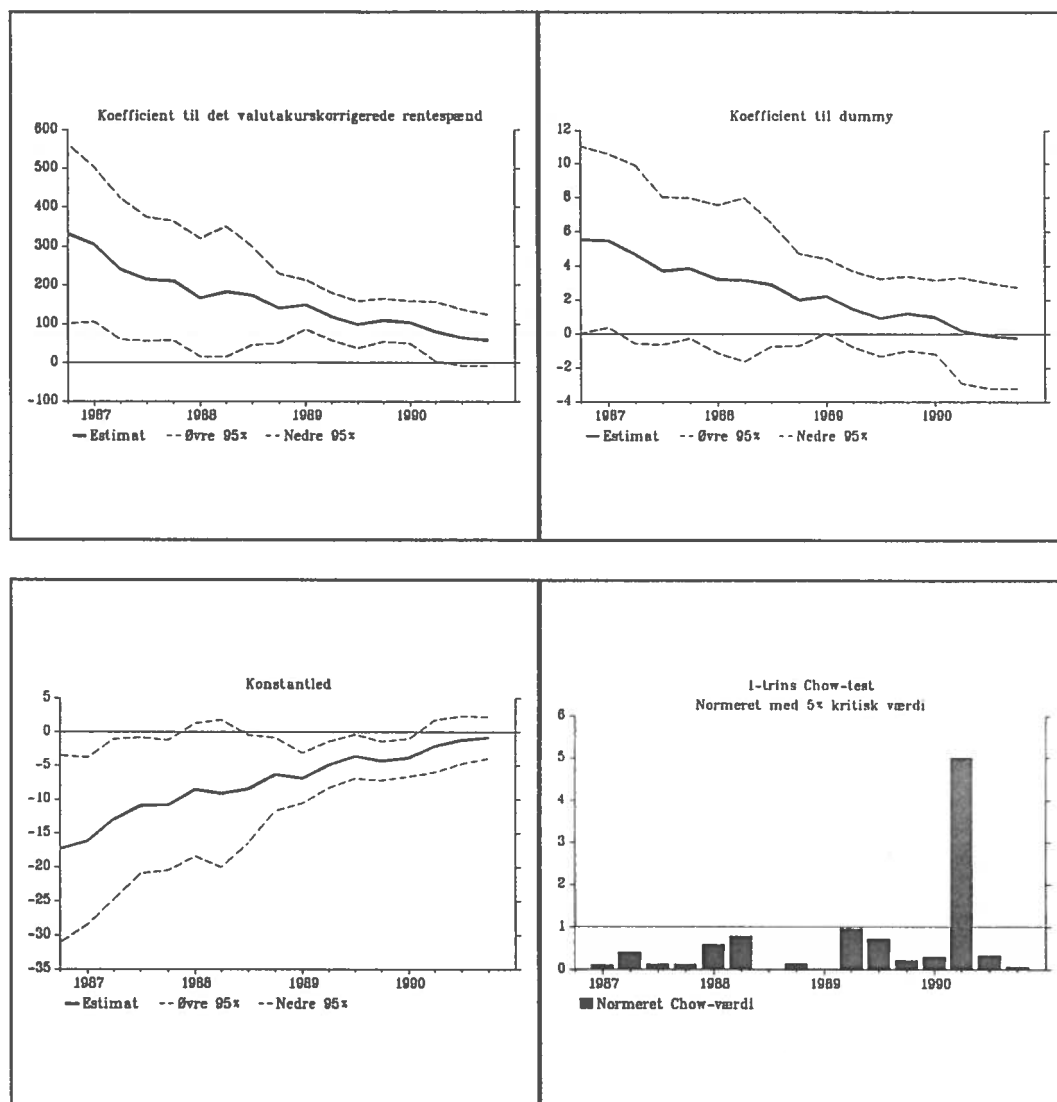 Koefficient til det valutakurskorrigerede rentespænd
600
500
400
300
200
100
0
-100
1987 1988 1989 1990
Estimat Øvre 95% Nedre 95%
Koefficient til dummy
12
10
8
6
4
2
0
-2
-4
1987 1988 1989 1990
Estimat Øvre 95% Nedre 95%
Konstantled
5
0
-5
-10
-15
-20
-25
-30
-35
1987 1988 1989 1990
Estimat Øvre 95% Nedre 95%
1-trins Chow-test
Normeret med 5% kritisk værdi
6
5
4
3
2
1
0
1987 1988 1989 1990
Normeret Chow-værdi